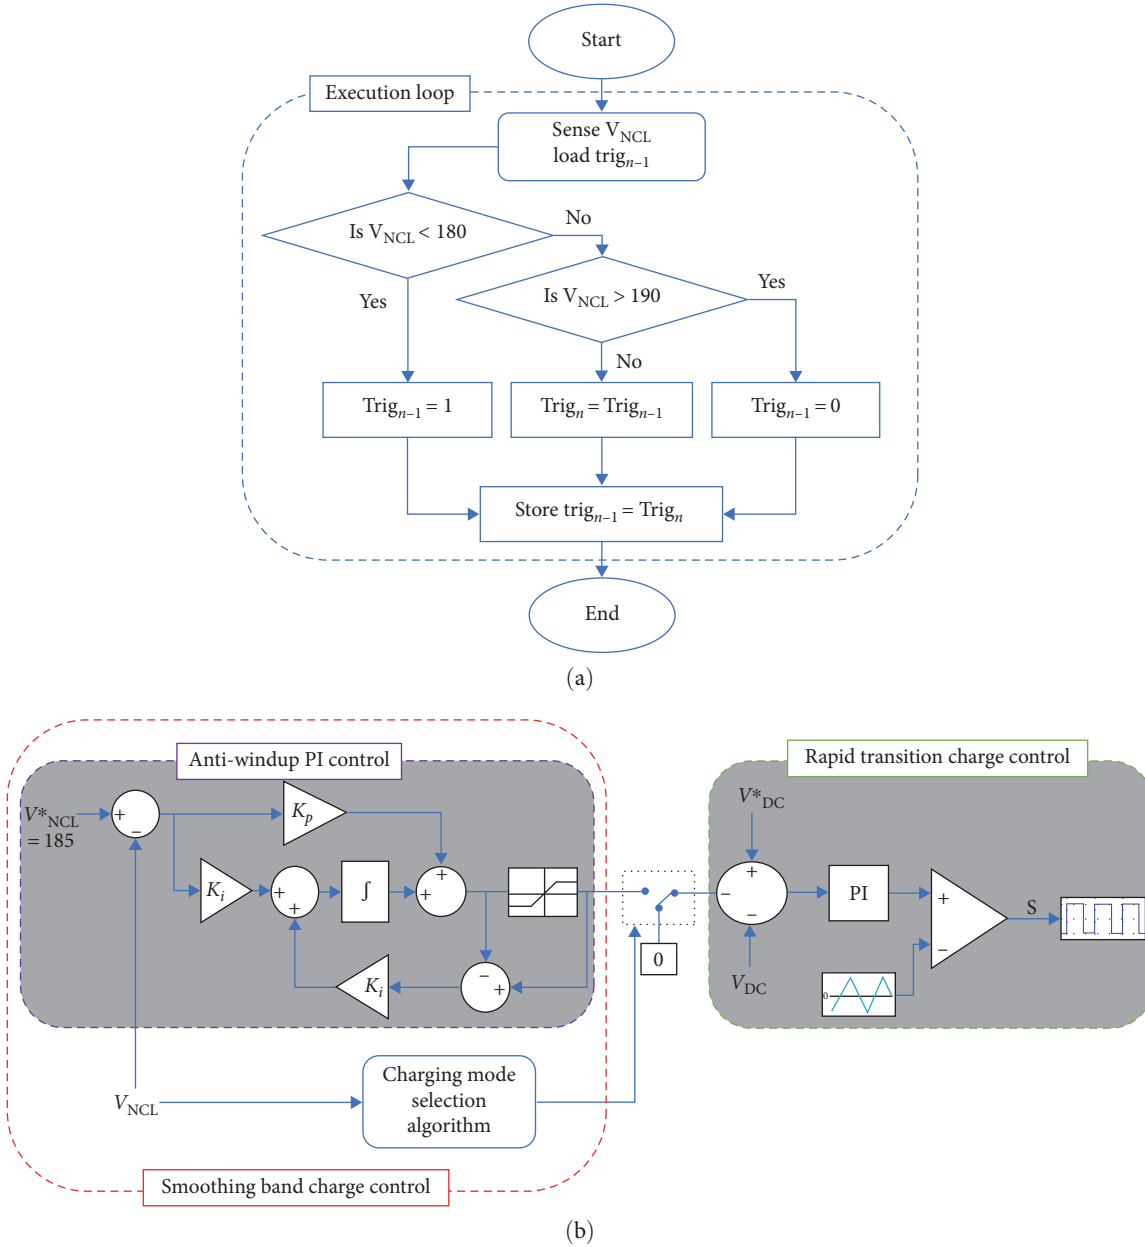 Start
Execution loop
Sense V_NCL
load trig_n–1
Is V_NCL < 180
No
Is V_NCL > 190
Yes
Yes
No
Trig_n–1 = 1
Trig_n = Trig_n–1
Trig_n–1 = 0
Store trig_n–1 = Trig_n
End
(a)
Anti-windup PI control
Rapid transition charge control
V*_NCL
= 185
+
−
K_p
K_i
+
+
∫
+
+
−
+
K_i
0
V*_DC
+
−
−
V_DC
PI
0
+
−
S
V_NCL
Charging mode
selection
algorithm
Smoothing band charge control
(b)